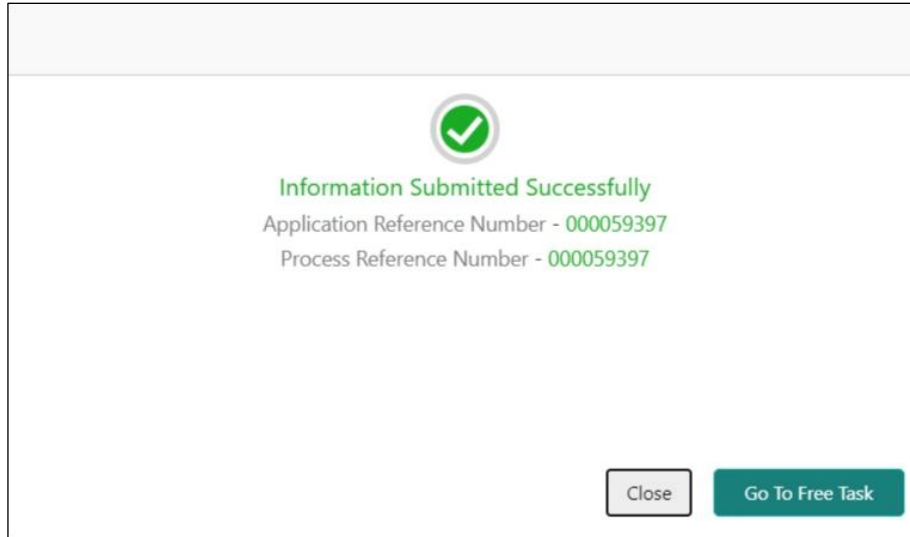 Information Submitted Successfully
Application Reference Number - 000059397
Process Reference Number - 000059397
Close
Go To Free Task